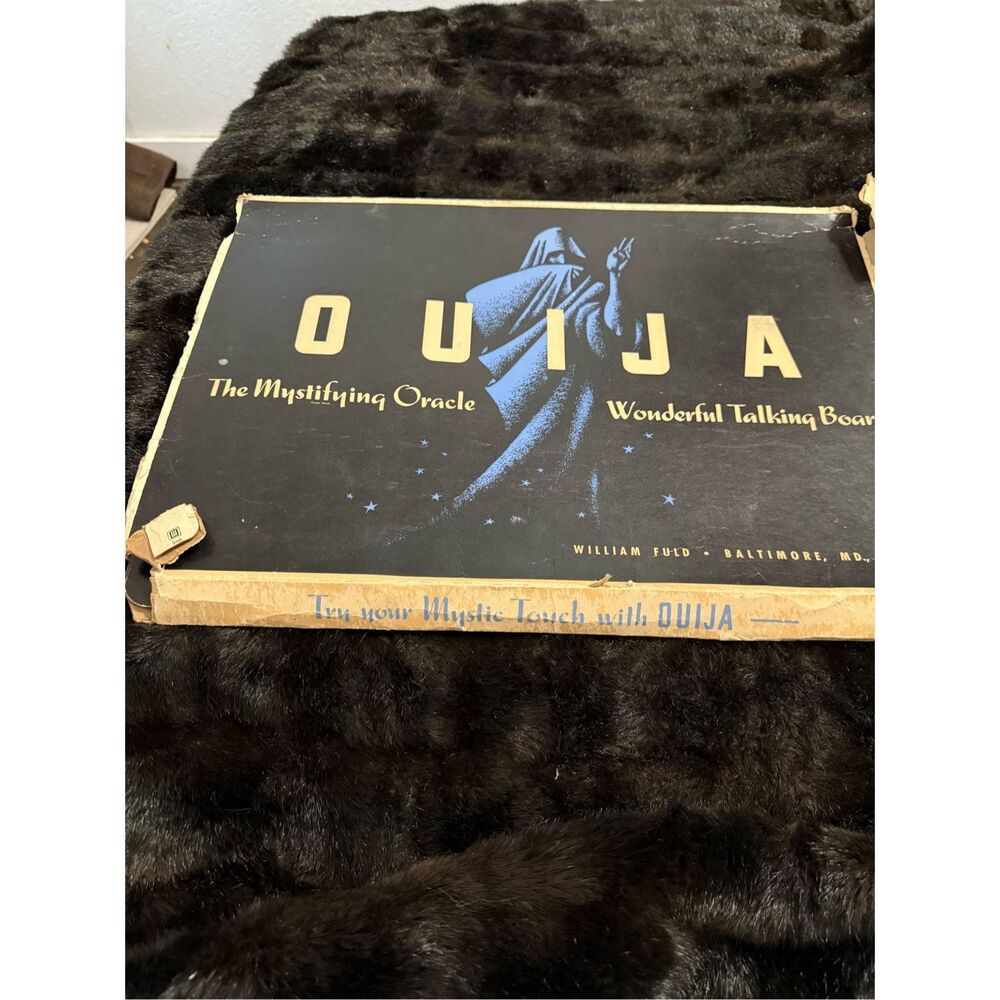 OUIJA
The Mystifying Oracle
Wonderful Talking Boar
WILLIAM FULD • BALTIMORE, MD.,
Try your Mystic Touch with OUIJA —